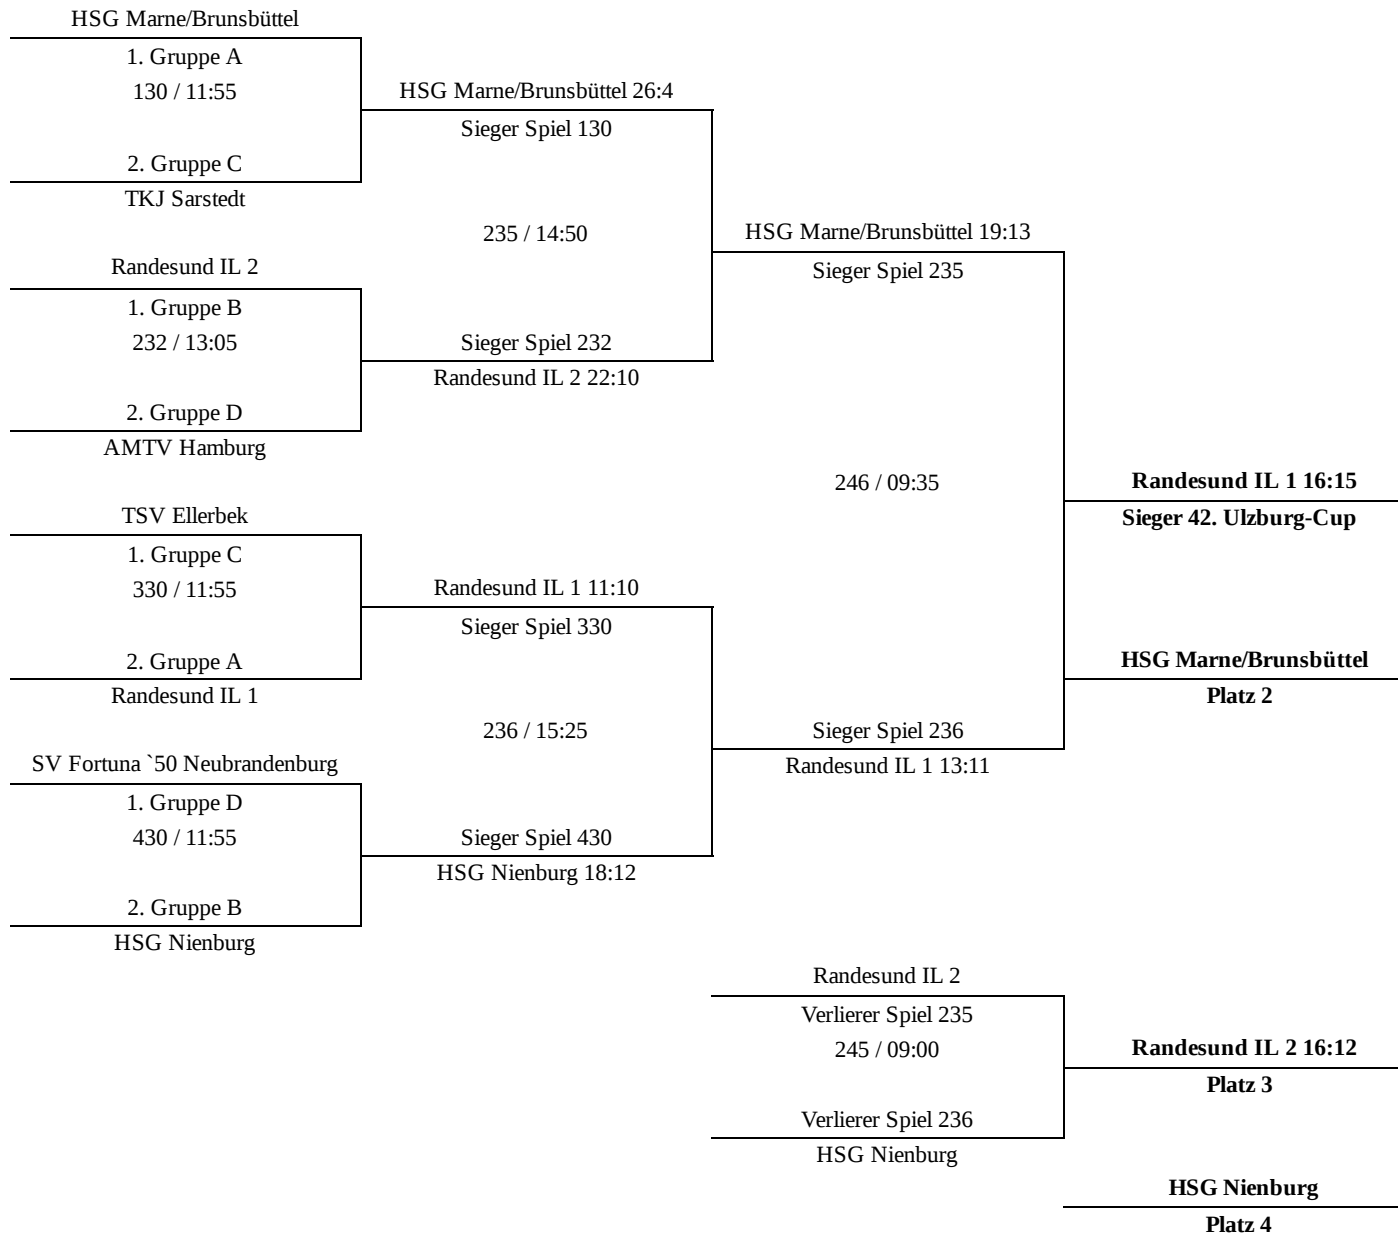 HSG Marne/Brunsbüttel
1. Gruppe A
130 / 11:55
2. Gruppe C
TKJ Sarstedt
HSG Marne/Brunsbüttel 26:4
Sieger Spiel 130
235 / 14:50
Randesund IL 2
1. Gruppe B
232 / 13:05
2. Gruppe D
AMTV Hamburg
Sieger Spiel 232
Randesund IL 2 22:10
HSG Marne/Brunsbüttel 19:13
Sieger Spiel 235
246 / 09:35
TSV Ellerbek
1. Gruppe C
330 / 11:55
2. Gruppe A
Randesund IL 1
Randesund IL 1 11:10
Sieger Spiel 330
236 / 15:25
SV Fortuna `50 Neubrandenburg
1. Gruppe D
430 / 11:55
2. Gruppe B
HSG Nienburg
Sieger Spiel 430
HSG Nienburg 18:12
Sieger Spiel 236
Randesund IL 1 13:11
Randesund IL 1 16:15
Sieger 42. Ulzburg-Cup
HSG Marne/Brunsbüttel
Platz 2
Randesund IL 2
Verlierer Spiel 235
245 / 09:00
Verlierer Spiel 236
HSG Nienburg
Randesund IL 2 16:12
Platz 3
HSG Nienburg
Platz 4